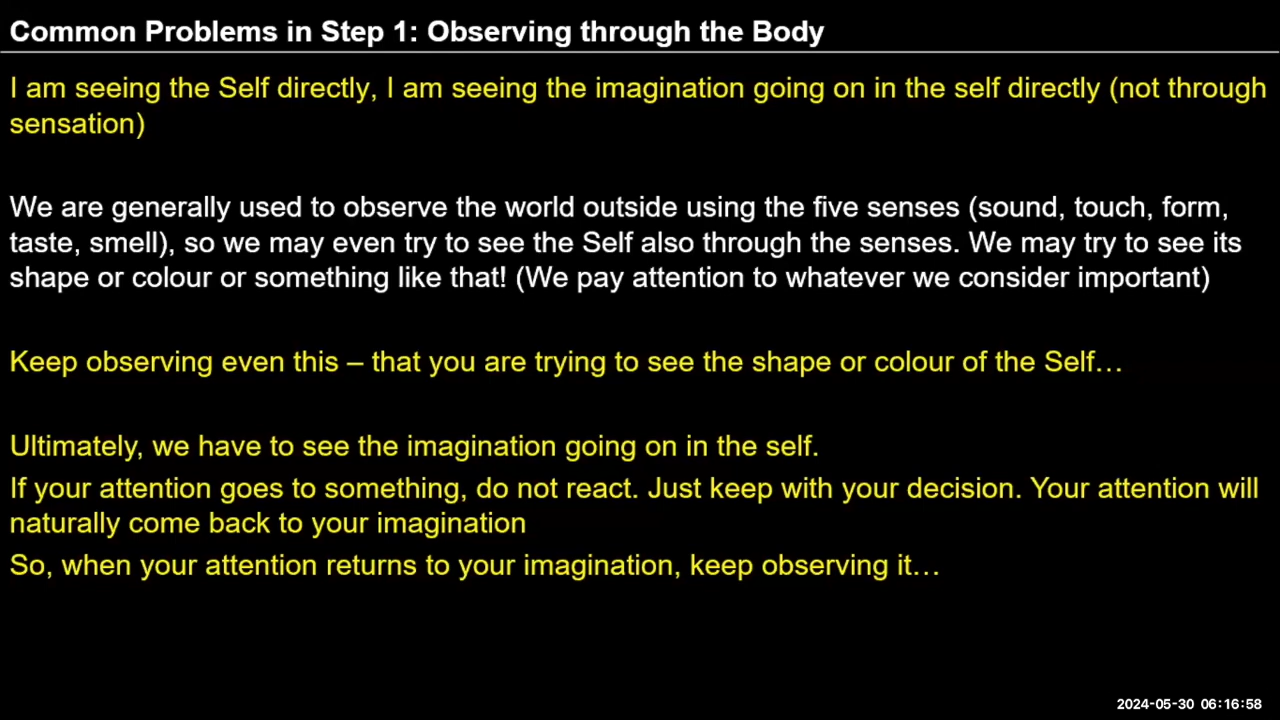 Common Problems in Step 1: Observing through the Body
I am seeing the Self directly, I am seeing the imagination going on in the self directly (not through
sensation)
We are generally used to observe the world outside using the five senses (sound, touch, form,
taste, smell), so we may even try to see the Self also through the senses. We may try to see its
shape or colour or something like that! (We pay attention to whatever we consider important)
Keep observing even this – that you are trying to see the shape or colour of the Self…
Ultimately, we have to see the imagination going on in the self.
If your attention goes to something, do not react. Just keep with your decision. Your attention will
naturally come back to your imagination
So, when your attention returns to your imagination, keep observing it…
2024-05-30 06:16:58